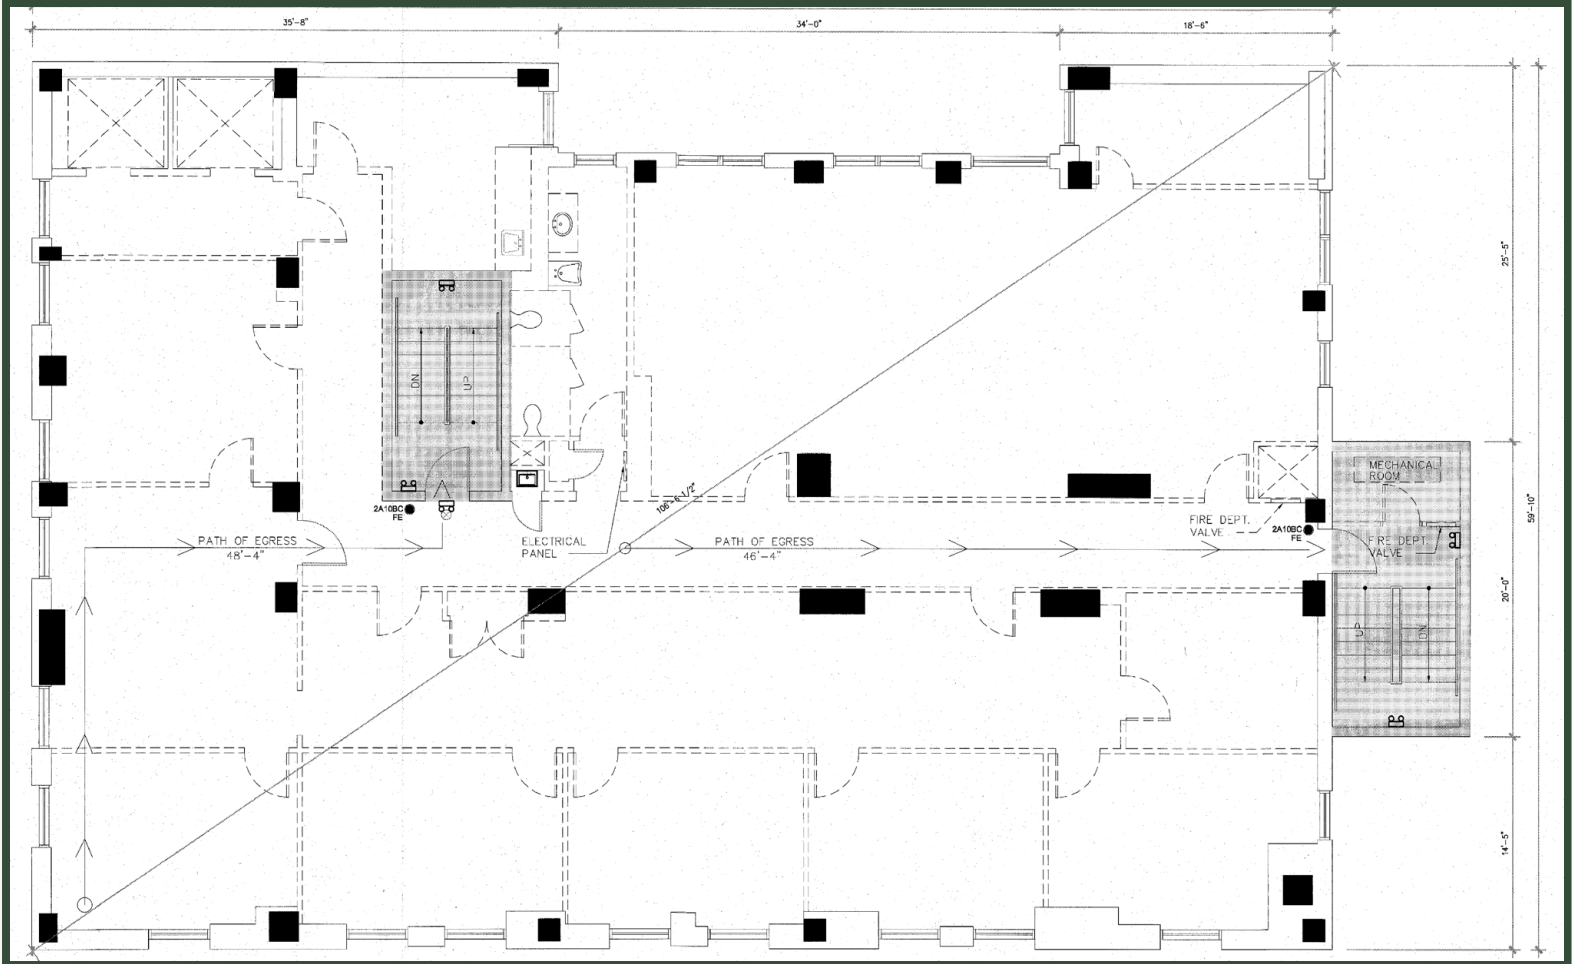 35'-8"
34'-0"
18'-6"
25'-5"
DN
UP
MECHANICAL
ROOM
106'-6 1/2"
2A10BC
FE
FIRE DEPT.
VALVE
2A10BC
FE
59'-10"
PATH OF EGRESS
48'-4"
ELECTRICAL
PANEL
PATH OF EGRESS
46'-4"
FIRE DEPT.
VALVE
20'-0"
UP
DN
14'-5"